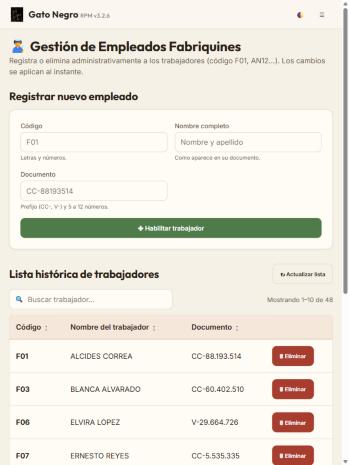 Gato Negro RPM v3.2.6
Gestión de Empleados Fabriquines
Registra o elimina administrativamente a los trabajadores (código F01, AN12...). Los cambios
se aplican al instante.
Registrar nuevo empleado
Código
Nombre completo
F01
Nombre y apellido
Letras y números.
Como aparece en su documento.
Documento
CC-88193514
Prefijo (CC-, V-) y 5 a 12 números.
Habilitar trabajador
Lista histórica de trabajadores
Actualizar lista
Buscar trabajador...
Mostrando 1–10 de 48
Código Nombre del trabajador Documento
F01 ALCIDES CORREA CC-88.193.514 Eliminar
F03 BLANCA ALVARADO CC-60.402.510 Eliminar
F06 ELVIRA LOPEZ V-29.664.726 Eliminar
F07 ERNESTO REYES CC-5.535.335 Eliminar